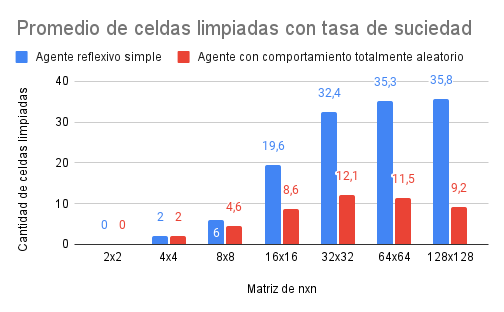 Promedio de celdas limpiadas con tasa de suciedad
Agente reflexivo simple Agente con comportamiento totalmente aleatorio
Cantidad de celdas limpiadas
40
30
20
10
0
0 0
2 2
6 4,6
19,6 8,6
32,4 12,1
35,3 11,5
35,8 9,2
2x2 4x4 8x8 16x16 32x32 64x64 128x128
Matriz de nxn